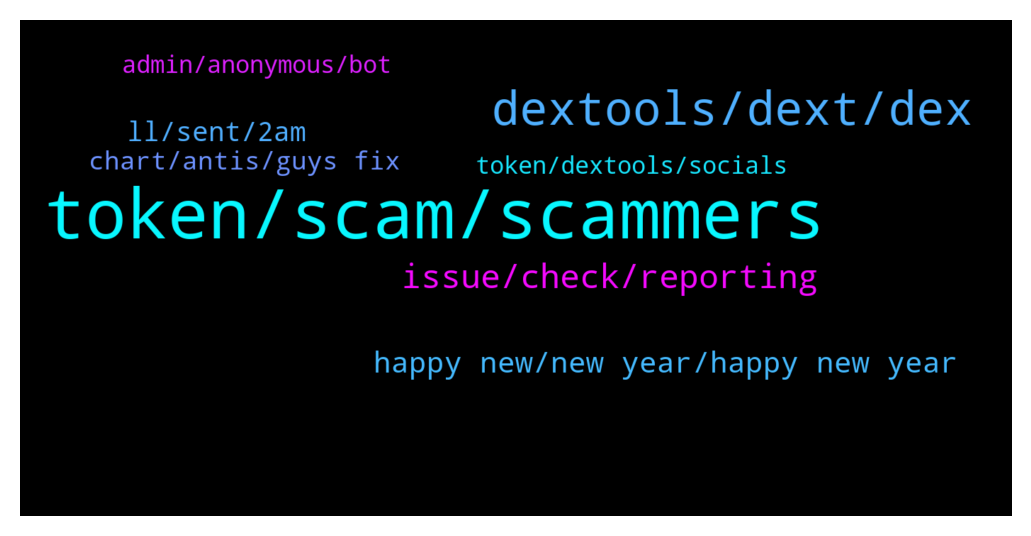 admin/anonymous/bot
dextools/dext/dex
ll/sent/2am
chart/antis/guys fix
token/dextools/socials
token/scam/scammers
issue/check/reporting
happy new/new year/happy new year